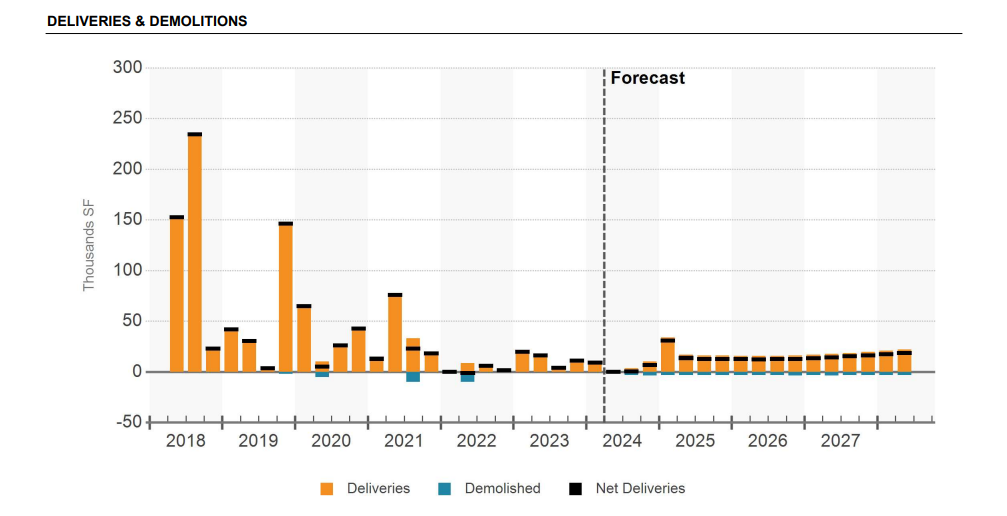 DELIVERIES & DEMOLITIONS
300
Forecast
250
200
150
100
50
0
-50
Thousands SF
2018 2019 2020 2021 2022 2023 2024 2025 2026 2027
Deliveries Demolished Net Deliveries